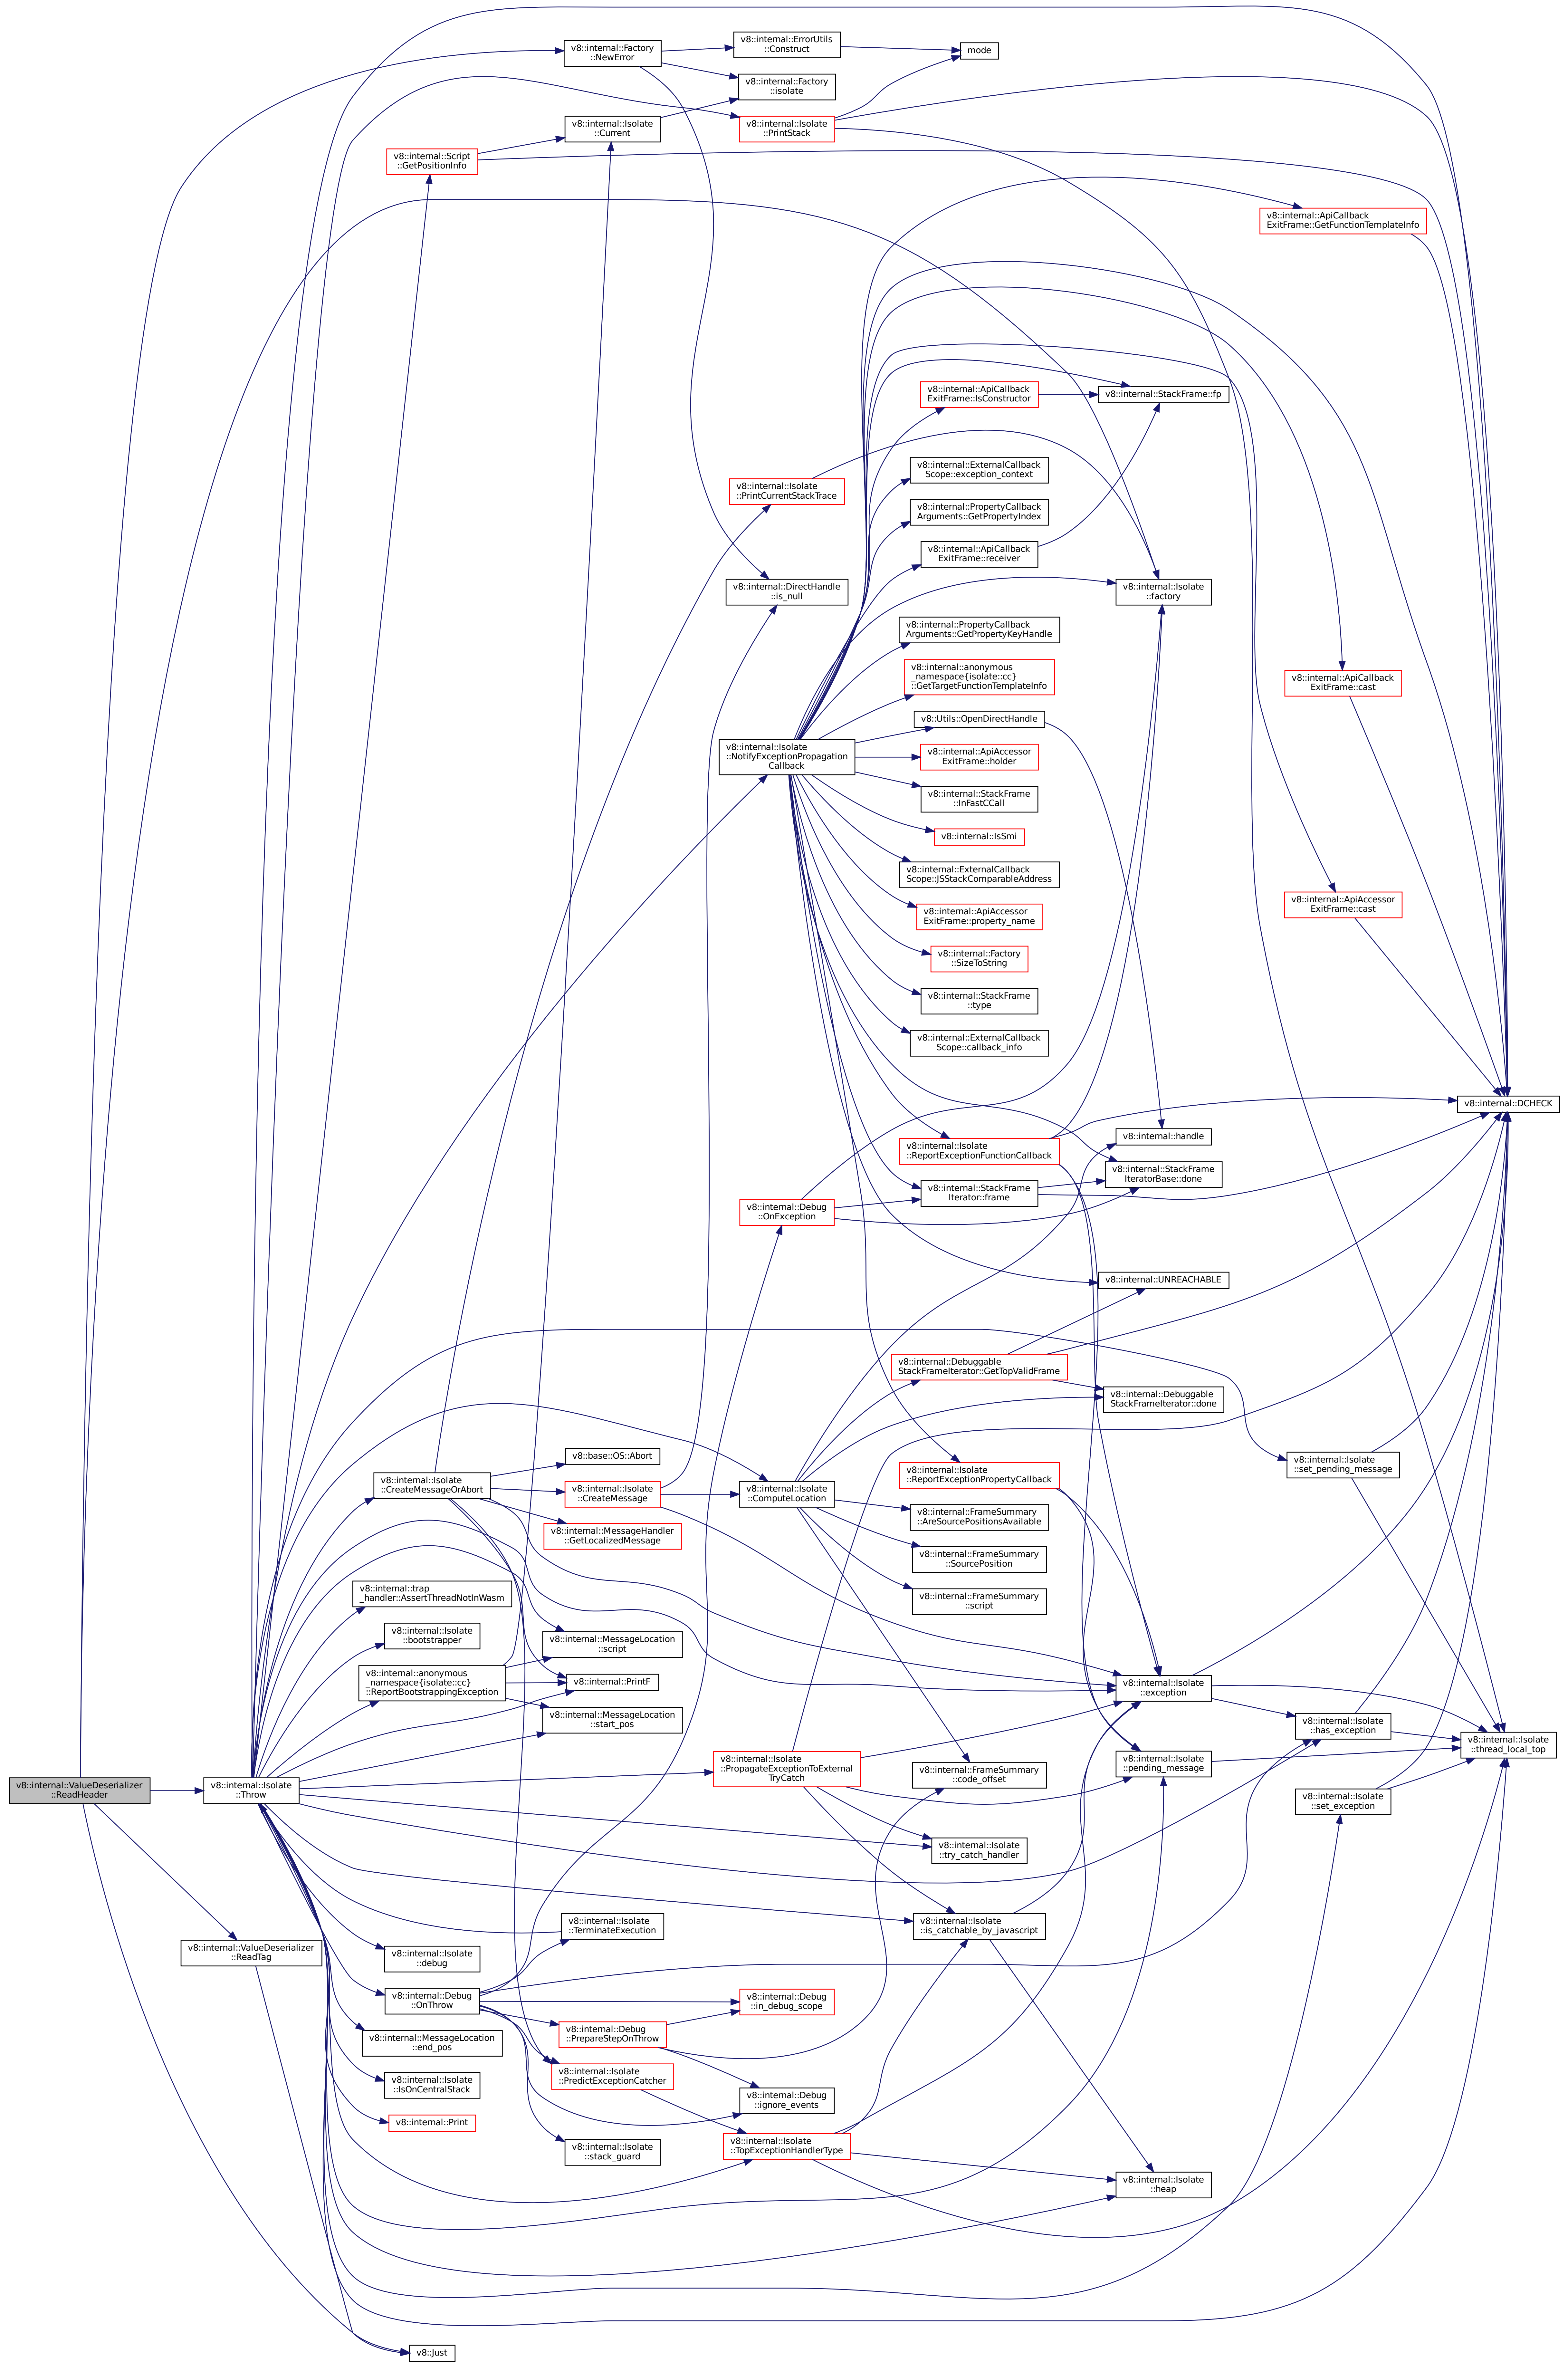 v8::internal::Factory
::NewError
v8::internal::ErrorUtils
::Construct
mode
v8::internal::Factory
::isolate
v8::internal::Isolate
::Current
v8::internal::Isolate
::PrintStack
v8::internal::Script
::GetPositionInfo
v8::internal::ApiCallback
ExitFrame::GetFunctionTemplateInfo
v8::internal::ApiCallback
ExitFrame::IsConstructor
v8::internal::StackFrame::fp
v8::internal::ExternalCallback
Scope::exception_context
v8::internal::Isolate
::PrintCurrentStackTrace
v8::internal::PropertyCallback
Arguments::GetPropertyIndex
v8::internal::ApiCallback
ExitFrame::receiver
v8::internal::DirectHandle
::is_null
v8::internal::Isolate
::factory
v8::internal::PropertyCallback
Arguments::GetPropertyKeyHandle
v8::internal::anonymous
_namespace{isolate::cc}
::GetTargetFunctionTemplateInfo
v8::internal::ApiCallback
ExitFrame::cast
v8::Utils::OpenDirectHandle
v8::internal::Isolate
::NotifyExceptionPropagation
Callback
v8::internal::ApiAccessor
ExitFrame::holder
v8::internal::StackFrame
::InFastCCall
v8::internal::IsSmi
v8::internal::ExternalCallback
Scope::JSStackComparableAddress
v8::internal::ApiAccessor
ExitFrame::cast
v8::internal::ApiAccessor
ExitFrame::property_name
v8::internal::Factory
::SizeToString
v8::internal::StackFrame
::type
v8::internal::ExternalCallback
Scope::callback_info
v8::internal::DCHECK
v8::internal::handle
v8::internal::Isolate
::ReportExceptionFunctionCallback
v8::internal::StackFrame
IteratorBase::done
v8::internal::StackFrame
Iterator::frame
v8::internal::Debug
::OnException
v8::internal::UNREACHABLE
v8::internal::Debuggable
StackFrameIterator::GetTopValidFrame
v8::internal::Debuggable
StackFrameIterator::done
v8::base::OS::Abort
v8::internal::Isolate
::set_pending_message
v8::internal::Isolate
::ReportExceptionPropertyCallback
v8::internal::Isolate
::CreateMessageOrAbort
v8::internal::Isolate
::CreateMessage
v8::internal::Isolate
::ComputeLocation
v8::internal::FrameSummary
::AreSourcePositionsAvailable
v8::internal::MessageHandler
::GetLocalizedMessage
v8::internal::FrameSummary
::SourcePosition
v8::internal::trap
_handler::AssertThreadNotInWasm
v8::internal::FrameSummary
::script
v8::internal::Isolate
::bootstrapper
v8::internal::MessageLocation
::script
v8::internal::anonymous
_namespace{isolate::cc}
::ReportBootstrappingException
v8::internal::PrintF
v8::internal::Isolate
::exception
v8::internal::MessageLocation
::start_pos
v8::internal::Isolate
::has_exception
v8::internal::Isolate
::thread_local_top
v8::internal::Isolate
::PropagateExceptionToExternal
TryCatch
v8::internal::Isolate
::pending_message
v8::internal::FrameSummary
::code_offset
v8::internal::ValueDeserializer
::ReadHeader
v8::internal::Isolate
::Throw
v8::internal::Isolate
::set_exception
v8::internal::Isolate
::try_catch_handler
v8::internal::Isolate
::TerminateExecution
v8::internal::Isolate
::is_catchable_by_javascript
v8::internal::ValueDeserializer
::ReadTag
v8::internal::Isolate
::debug
v8::internal::Debug
::OnThrow
v8::internal::Debug
::in_debug_scope
v8::internal::Debug
::PrepareStepOnThrow
v8::internal::MessageLocation
::end_pos
v8::internal::Isolate
::PredictExceptionCatcher
v8::internal::Isolate
::IsOnCentralStack
v8::internal::Debug
::ignore_events
v8::internal::Print
v8::internal::Isolate
::stack_guard
v8::internal::Isolate
::TopExceptionHandlerType
v8::internal::Isolate
::heap
v8::Just